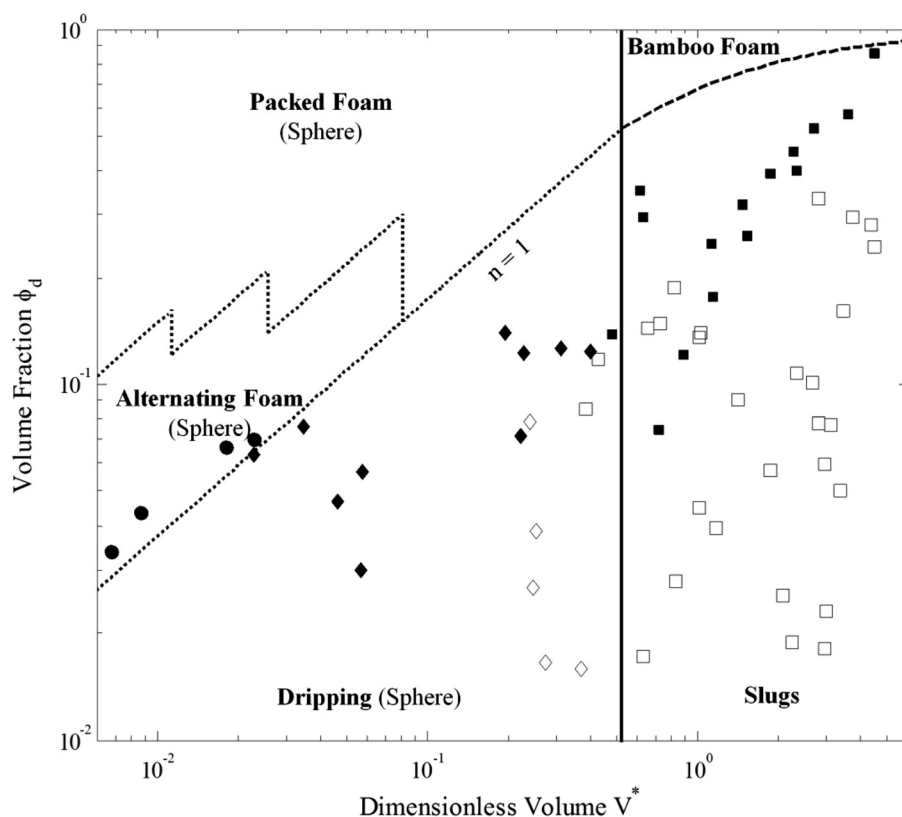 10⁰
Bamboo Foam
Packed Foam
(Sphere)
n = 1
Volume Fraction ϕ_d
10⁻¹
Alternating Foam
(Sphere)
Dripping (Sphere)
Slugs
10⁻²
10⁻²
10⁻¹
10⁰
Dimensionless Volume V*